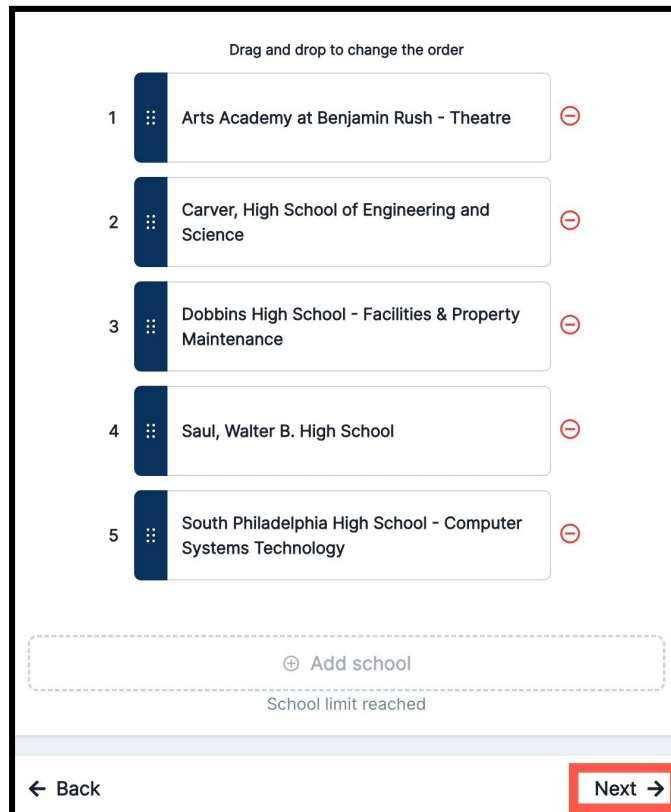 Drag and drop to change the order
1 Arts Academy at Benjamin Rush - Theatre
2 Carver, High School of Engineering and
Science
3 Dobbins High School - Facilities & Property
Maintenance
4 Saul, Walter B. High School
5 South Philadelphia High School - Computer
Systems Technology
Add school
School limit reached
Back
Next